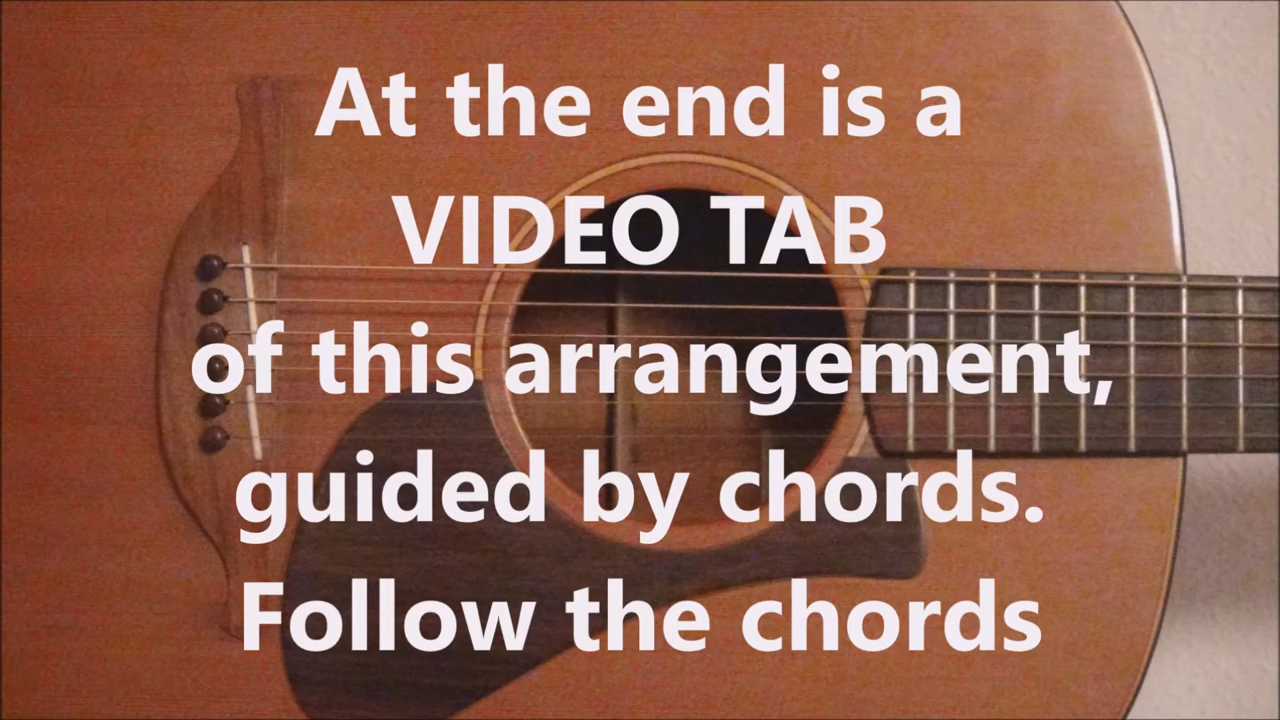 At the end is a
VIDEO TAB
of this arrangement,
guided by chords.
Follow the chords